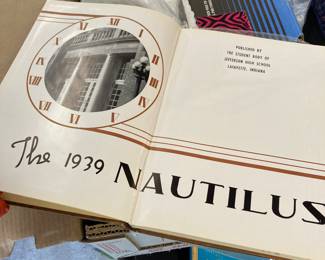 PUBLISHED BY
THE STUDENT BODY OF
JEFFERSON HIGH SCHOOL
LAFAYETTE, INDIANA
The 1939 NAUTILUS